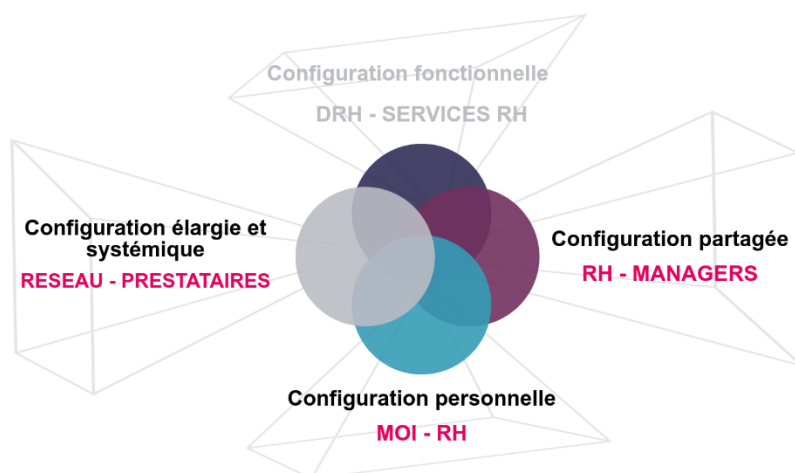 Configuration fonctionnelle
DRH - SERVICES RH
Configuration élargie et
systémique
RESEAU - PRESTATAIRES
Configuration partagée
RH - MANAGERS
Configuration personnelle
MOI - RH